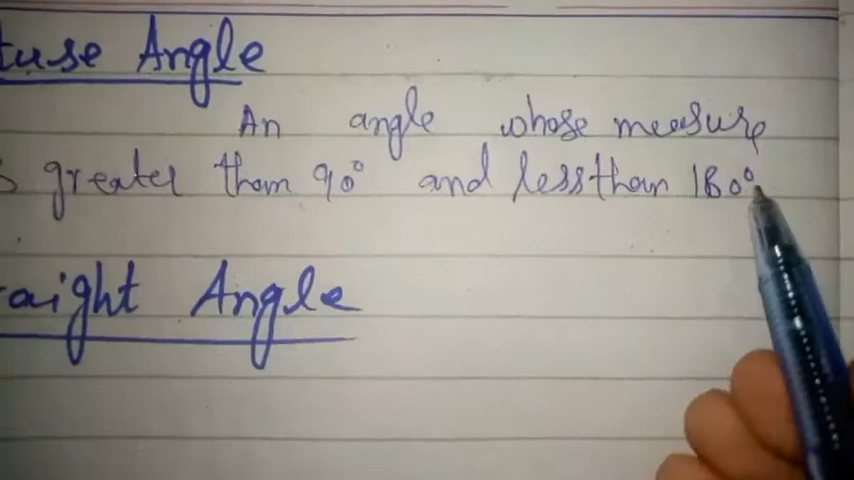 tuse Angle
An angle whose measure
s greater than 90° and less than 180°
aight Angle